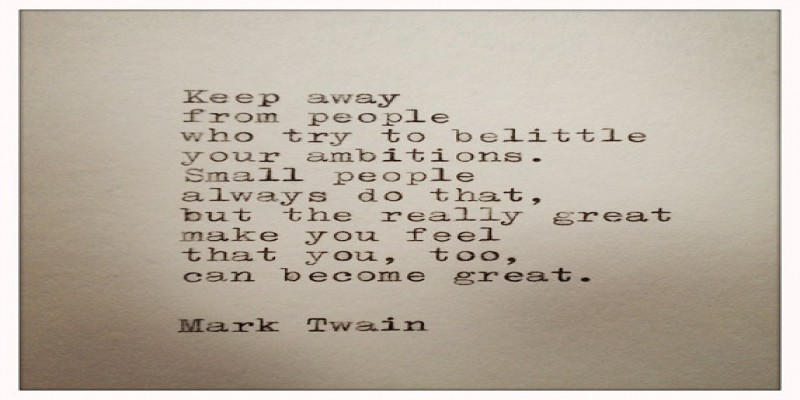 Keep away
from people
who try to belittle
your ambitions.
Small people
always do that,
but the really great
make you feel
that you, too,
can become great.
Mark Twain